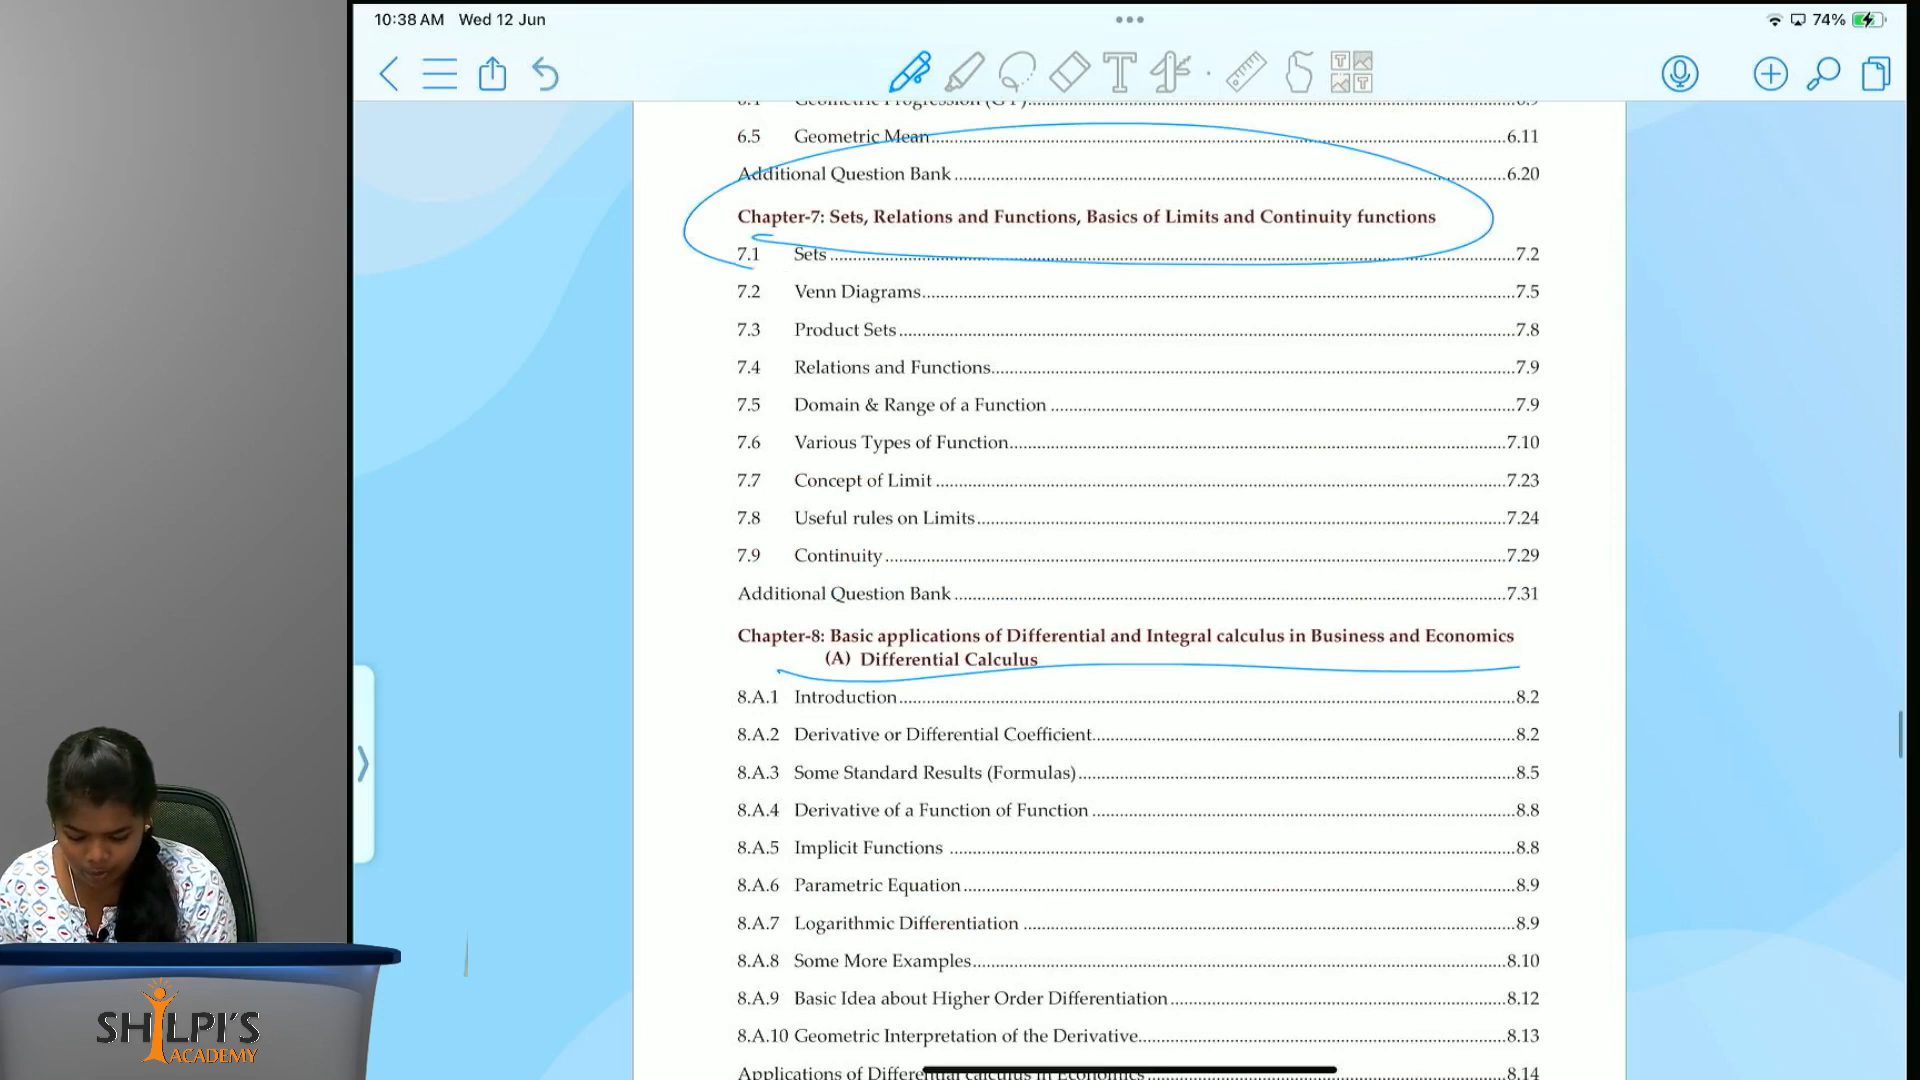 10:38 AM Wed 12 Jun
74%
6.5 Geometric Mean 6.11
Additional Question Bank 6.20
Chapter-7: Sets, Relations and Functions, Basics of Limits and Continuity functions
7.1 Sets 7.2
7.2 Venn Diagrams 7.5
7.3 Product Sets 7.8
7.4 Relations and Functions 7.9
7.5 Domain & Range of a Function 7.9
7.6 Various Types of Function 7.10
7.7 Concept of Limit 7.23
7.8 Useful rules on Limits 7.24
7.9 Continuity 7.29
Additional Question Bank 7.31
Chapter-8: Basic applications of Differential and Integral calculus in Business and Economics
(A) Differential Calculus
8.A.1 Introduction 8.2
8.A.2 Derivative or Differential Coefficient 8.2
8.A.3 Some Standard Results (Formulas) 8.5
8.A.4 Derivative of a Function of Function 8.8
8.A.5 Implicit Functions 8.8
8.A.6 Parametric Equation 8.9
8.A.7 Logarithmic Differentiation 8.9
8.A.8 Some More Examples 8.10
8.A.9 Basic Idea about Higher Order Differentiation 8.12
8.A.10 Geometric Interpretation of the Derivative 8.13
Applications of Differential calculus in Economics 8.14
SHILPI'S
ACADEMY